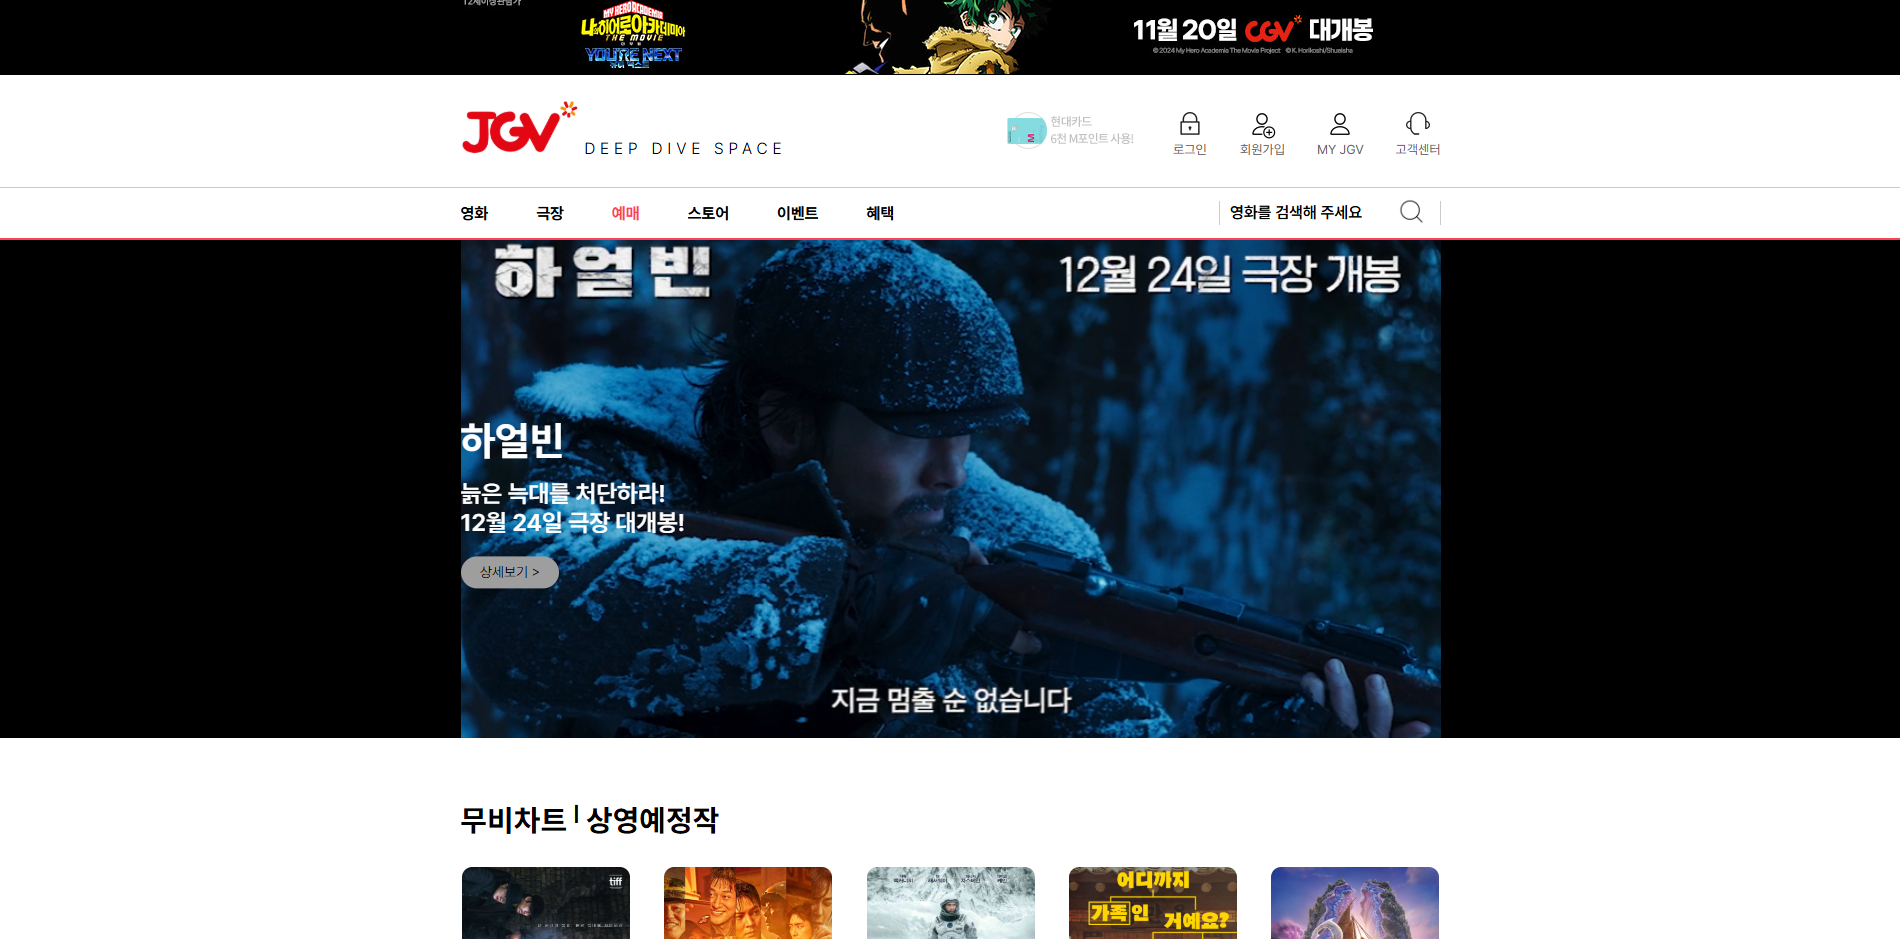 12세이상관람가
MY HERO ACADEMIA
나의 히어로 아카데미아
THE MOVIE
YOU'RE NEXT
유어 넥스트
11월 20일 CGV 대개봉
©2024 My Hero Academia The Movie Project ©K. Horikoshi/Shueisha
JGV
DEEP DIVE SPACE
현대카드
6천 M포인트 사용!
M
로그인
회원가입
MY JGV
고객센터
영화
극장
예매
스토어
이벤트
혜택
영화를 검색해 주세요
하얼빈
12월 24일 극장 개봉
하얼빈
늙은 늑대를 처단하라!
12월 24일 극장 대개봉!
상세보기 >
지금 멈출 순 없습니다
무비차트 | 상영예정작
tiff
어디까지
가족인
거예요?